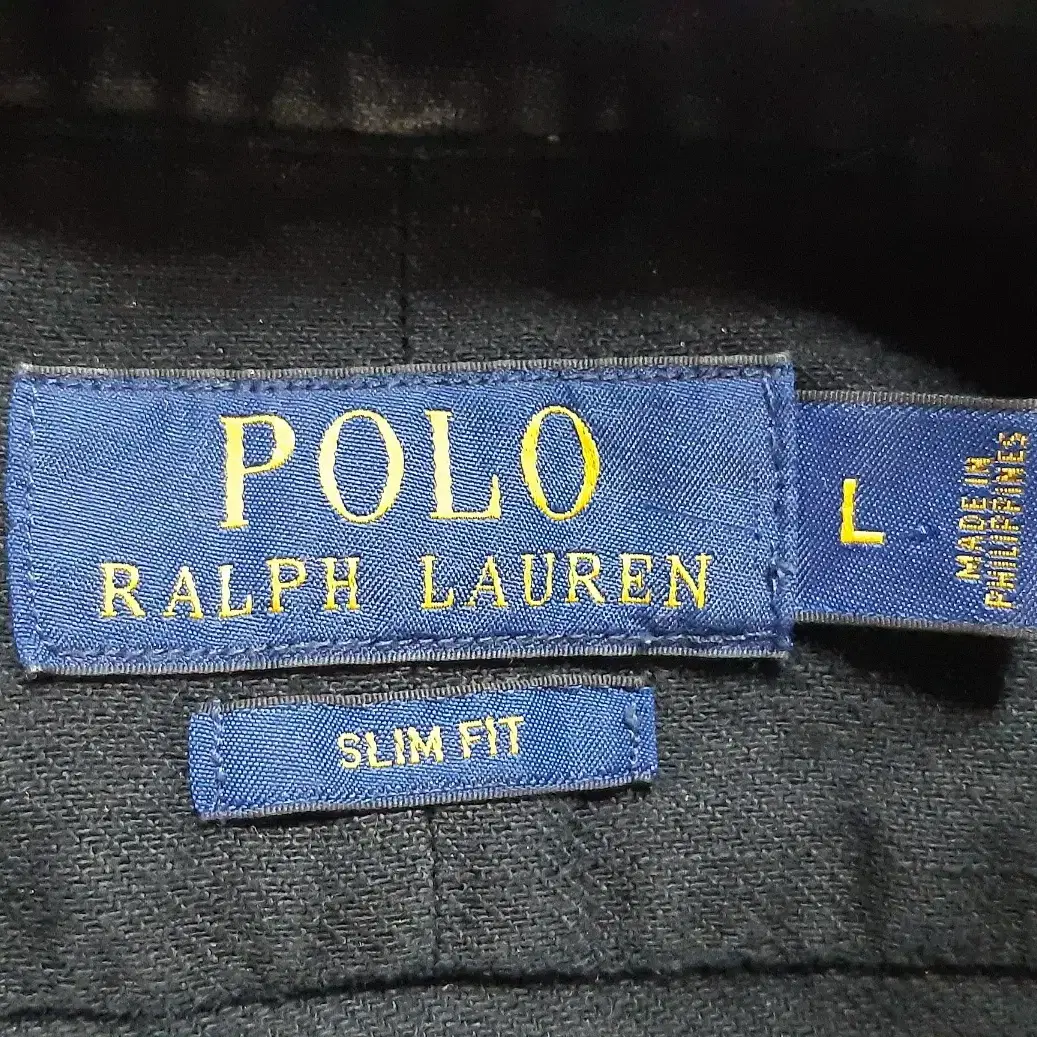 POLO
RALPH LAUREN
L
MADE IN
PHILIPPINES
SLIM FIT